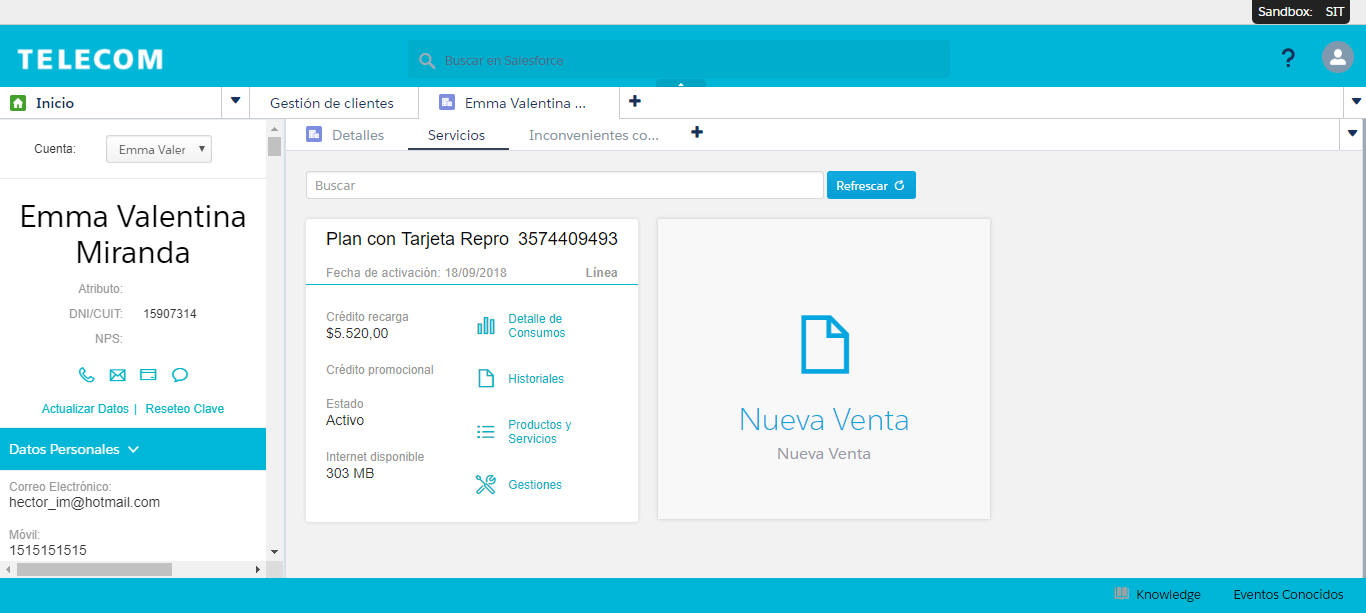 Sandbox: SIT
TELECOM
Buscar en Salesforce
?
Inicio
Gestión de clientes
Emma Valentina ...
Cuenta:
Emma Valer
Detalles
Servicios
Inconvenientes co...
Buscar
Refrescar
Emma Valentina
Miranda
Atributo:
DNI/CUIT: 15907314
NPS:
Actualizar Datos | Reseteo Clave
Datos Personales
Correo Electrónico:
hector_im@hotmail.com
Móvil:
1515151515
Plan con Tarjeta Repro 3574409493
Fecha de activación: 18/09/2018 Línea
Crédito recarga
$5.520,00
Crédito promocional
Estado
Activo
Internet disponible
303 MB
Detalle de
Consumos
Historiales
Productos y
Servicios
Gestiones
Nueva Venta
Nueva Venta
Knowledge
Eventos Conocidos